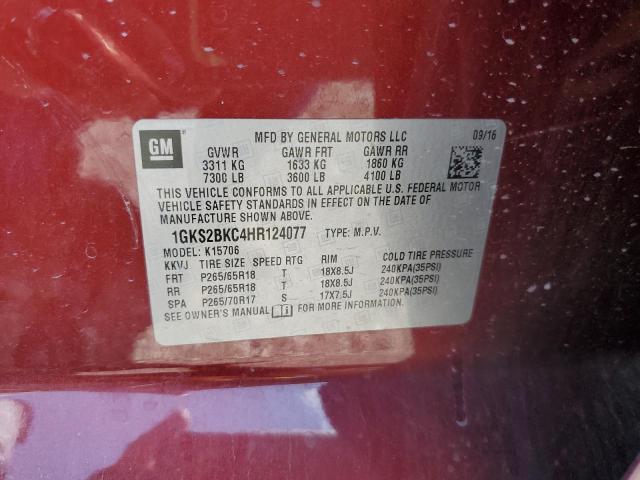 GM
MFD BY GENERAL MOTORS LLC 09/16
GVWR GAWR FRT GAWR RR
3311 KG 1633 KG 1860 KG
7300 LB 3600 LB 4100 LB
THIS VEHICLE CONFORMS TO ALL APPLICABLE U.S. FEDERAL MOTOR
VEHICLE SAFETY STANDARDS IN EFFECT ON THE DATE OF
MANUFACTURE SHOWN ABOVE.
1GKS2BKC4HR124077 TYPE: M.P.V.
MODEL: K15706
KKVJ TIRE SIZE SPEED RTG RIM COLD TIRE PRESSURE
FRT P265/65R18 T 18X8.5J 240KPA(35PSI)
RR P265/65R18 T 18X8.5J 240KPA(35PSI)
SPA P265/70R17 S 17X7.5J 240KPA(35PSI)
SEE OWNER'S MANUAL FOR MORE INFORMATION.